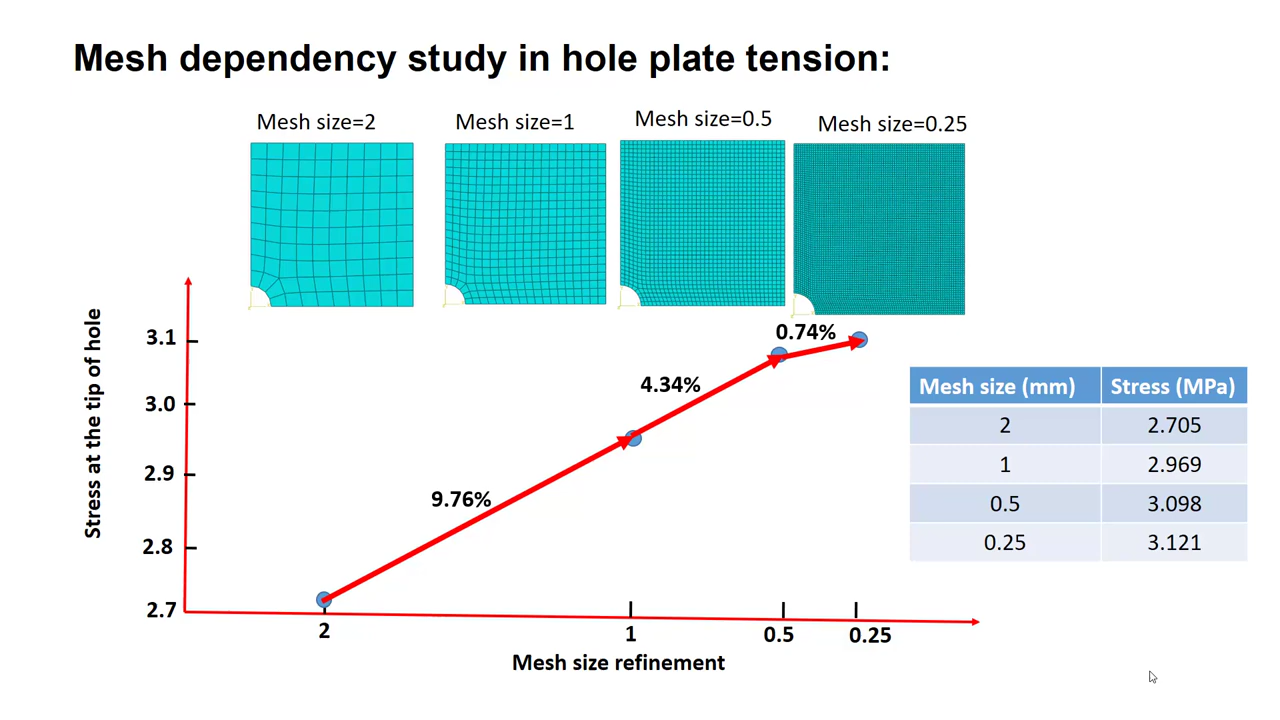 Mesh dependency study in hole plate tension:
Mesh size=2
Mesh size=1
Mesh size=0.5
Mesh size=0.25
Stress at the tip of hole
3.1
3.0
2.9
2.8
2.7
9.76%
4.34%
0.74%
2
1
0.5
0.25
Mesh size refinement
Mesh size (mm) Stress (MPa)
2 2.705
1 2.969
0.5 3.098
0.25 3.121